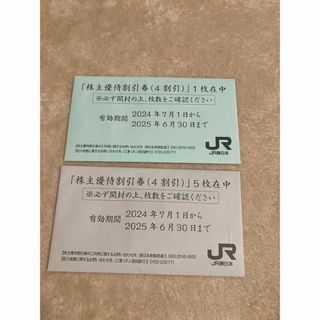 「株主優待割引券(4割引)」1枚在中
※必ず開封の上、枚数をご確認ください
有効期間 2024年7月1日から
2025年6月30日まで
JR
JR東日本
「株主優待割引券(4割引)」5枚在中
※必ず開封の上、枚数をご確認ください
有効期間 2024年7月1日から
2025年6月30日まで
JR
JR東日本